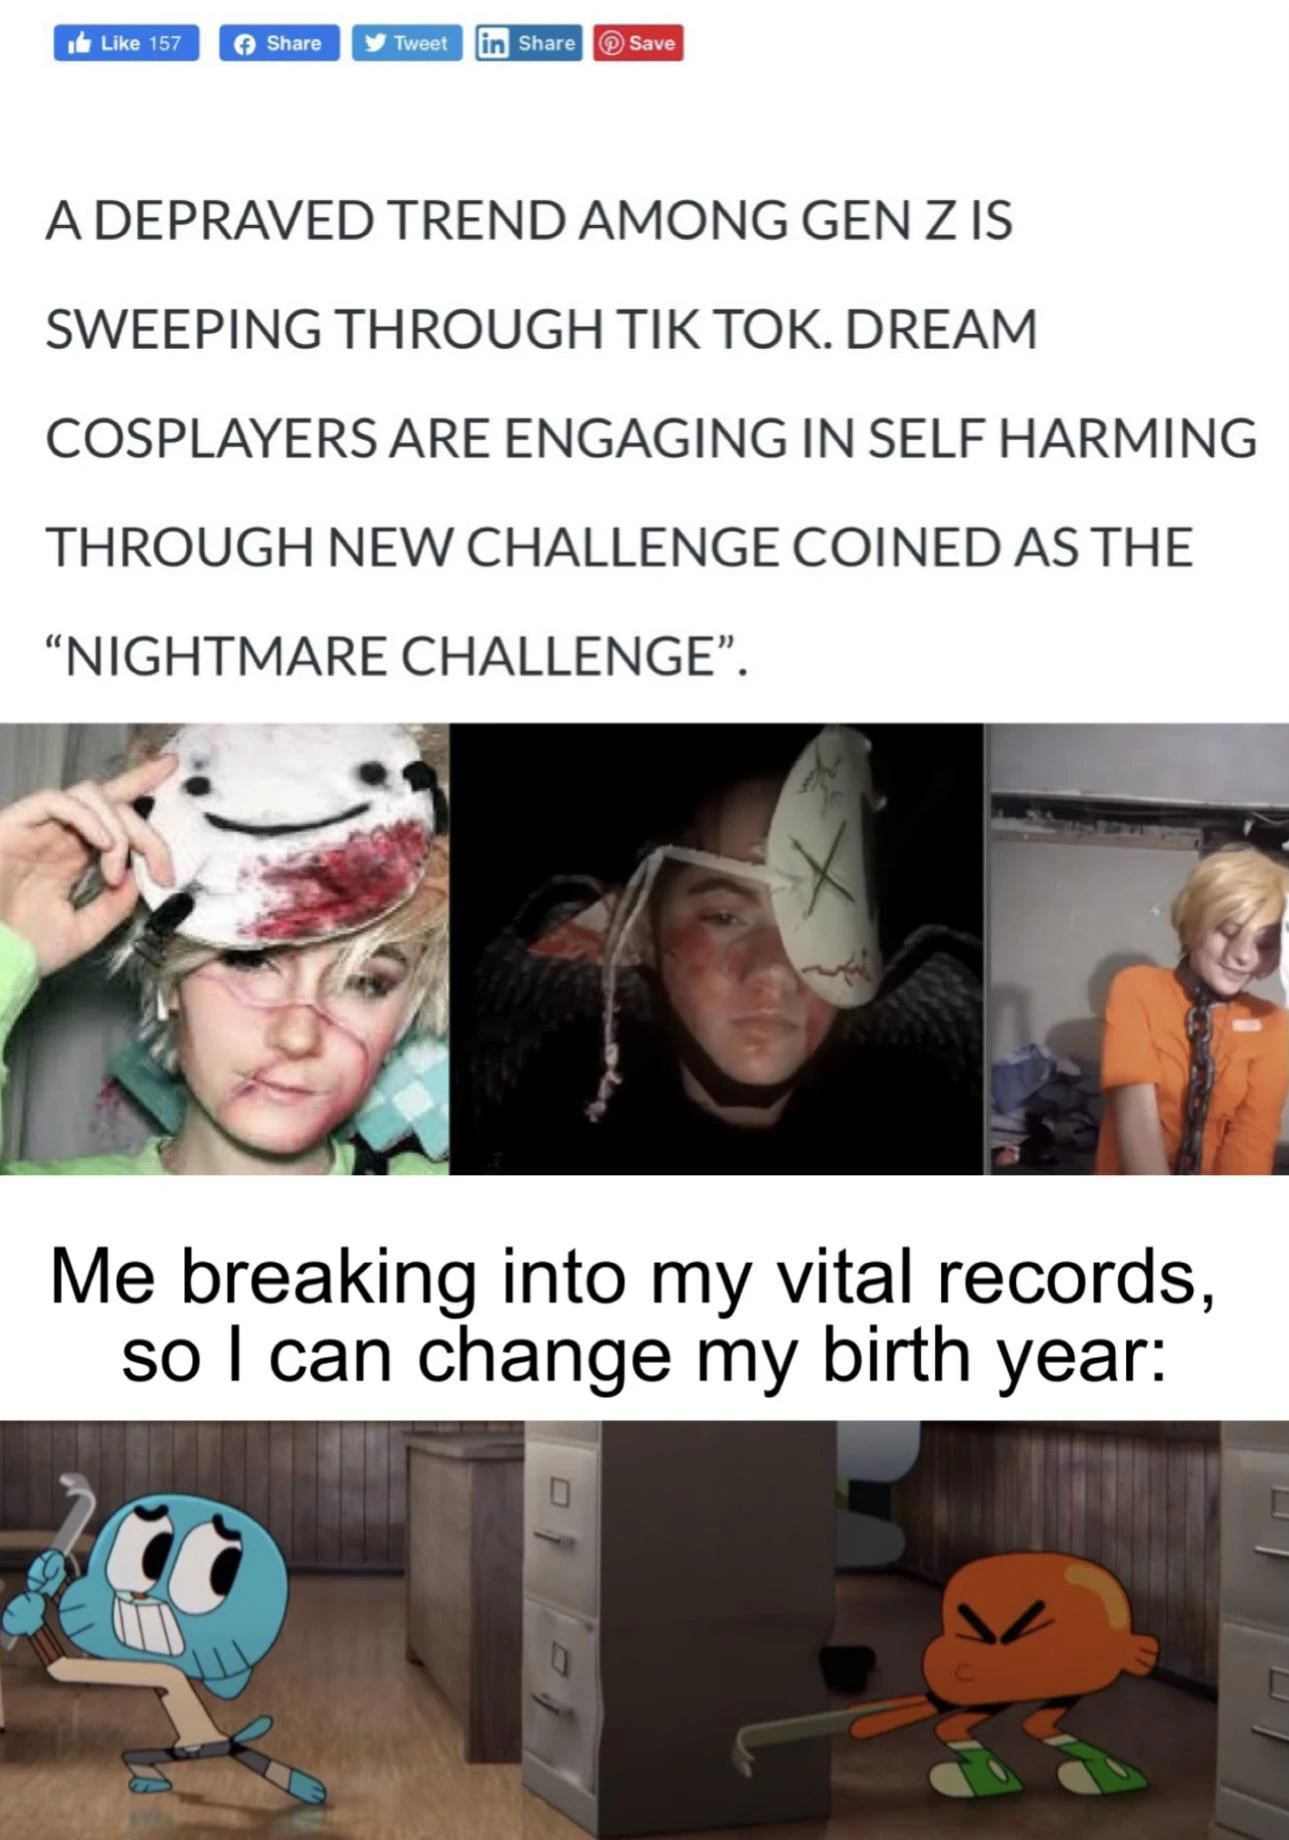 Like 157 Share Tweet in Share Save
A DEPRAVED TREND AMONG GEN Z IS
SWEEPING THROUGH TIK TOK. DREAM
COSPLAYERS ARE ENGAGING IN SELF HARMING
THROUGH NEW CHALLENGE COINED AS THE
“NIGHTMARE CHALLENGE”.
Me breaking into my vital records,
so I can change my birth year: